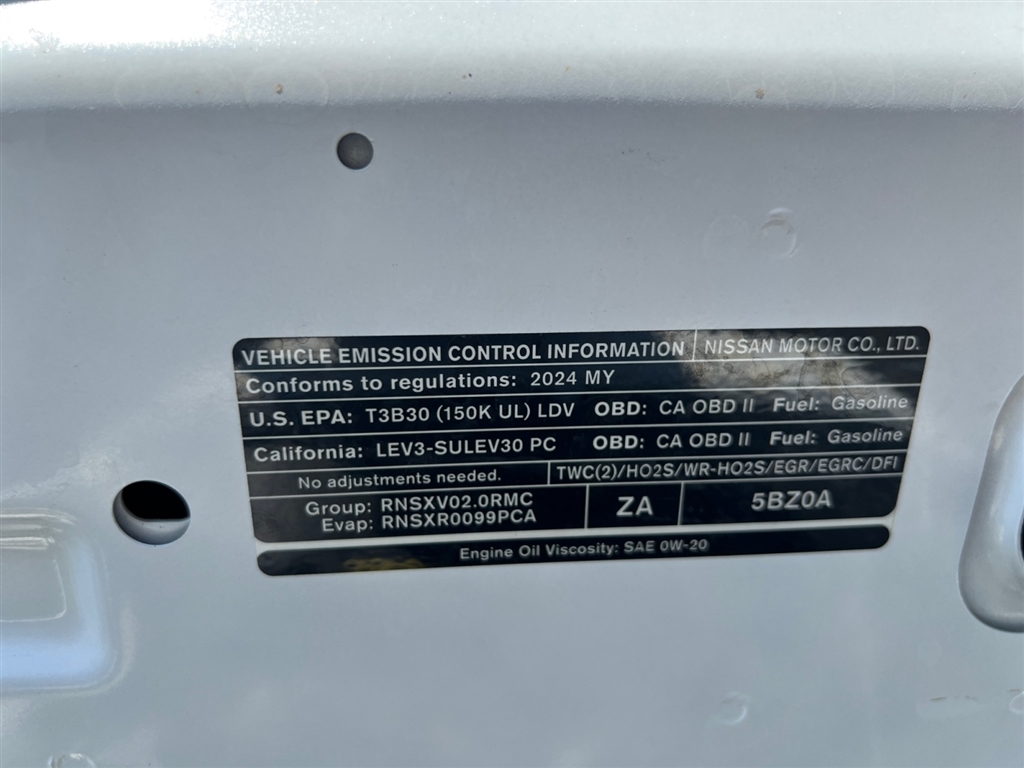 VEHICLE EMISSION CONTROL INFORMATION NISSAN MOTOR CO., LTD.
Conforms to regulations: 2024 MY
U.S. EPA: T3B30 (150K UL) LDV OBD: CA OBD II Fuel: Gasoline
California: LEV3-SULEV30 PC OBD: CA OBD II Fuel: Gasoline
No adjustments needed. TWC(2)/HO2S/WR-HO2S/EGR/EGRC/DFI
Group: RNSXV02.0RMC ZA 5BZ0A
Evap: RNSXR0099PCA
Engine Oil Viscosity: SAE 0W-20